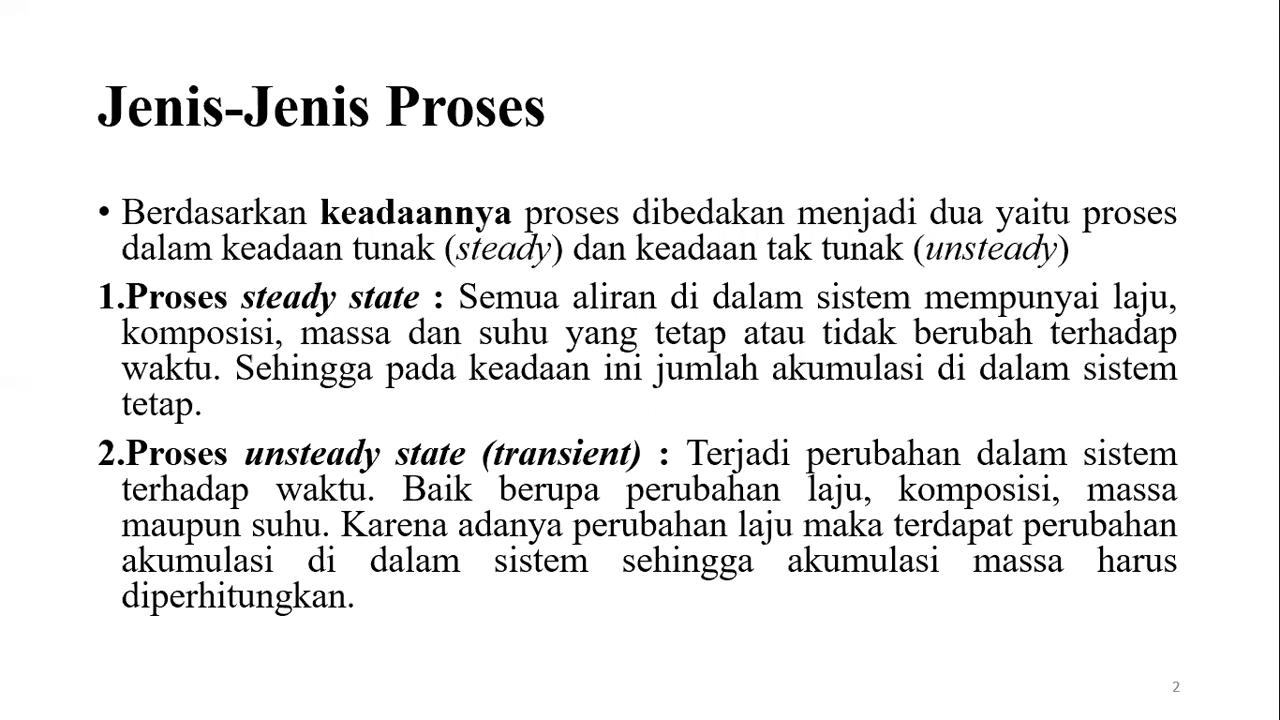 Jenis-Jenis Proses
• Berdasarkan keadaannya proses dibedakan menjadi dua yaitu proses
dalam keadaan tunak (steady) dan keadaan tak tunak (unsteady)
1.Proses steady state : Semua aliran di dalam sistem mempunyai laju,
komposisi, massa dan suhu yang tetap atau tidak berubah terhadap
waktu. Sehingga pada keadaan ini jumlah akumulasi di dalam sistem
tetap.
2.Proses unsteady state (transient) : Terjadi perubahan dalam sistem
terhadap waktu. Baik berupa perubahan laju, komposisi, massa
maupun suhu. Karena adanya perubahan laju maka terdapat perubahan
akumulasi di dalam sistem sehingga akumulasi massa harus
diperhitungkan.
2